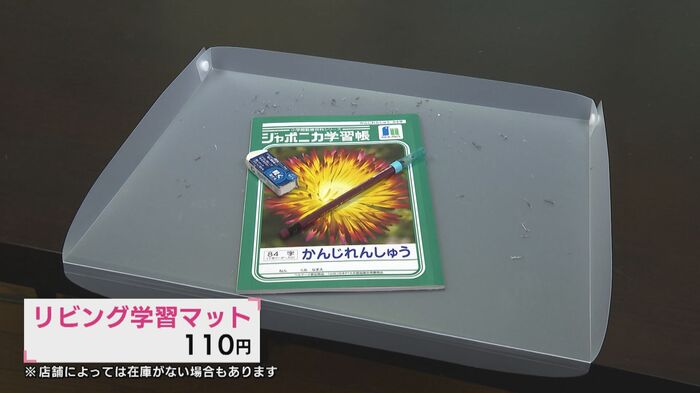 ジャポニカ学習帳
84字
かんじれんしゅう
リビング学習マット
110円
※店舗によっては在庫がない場合もあります